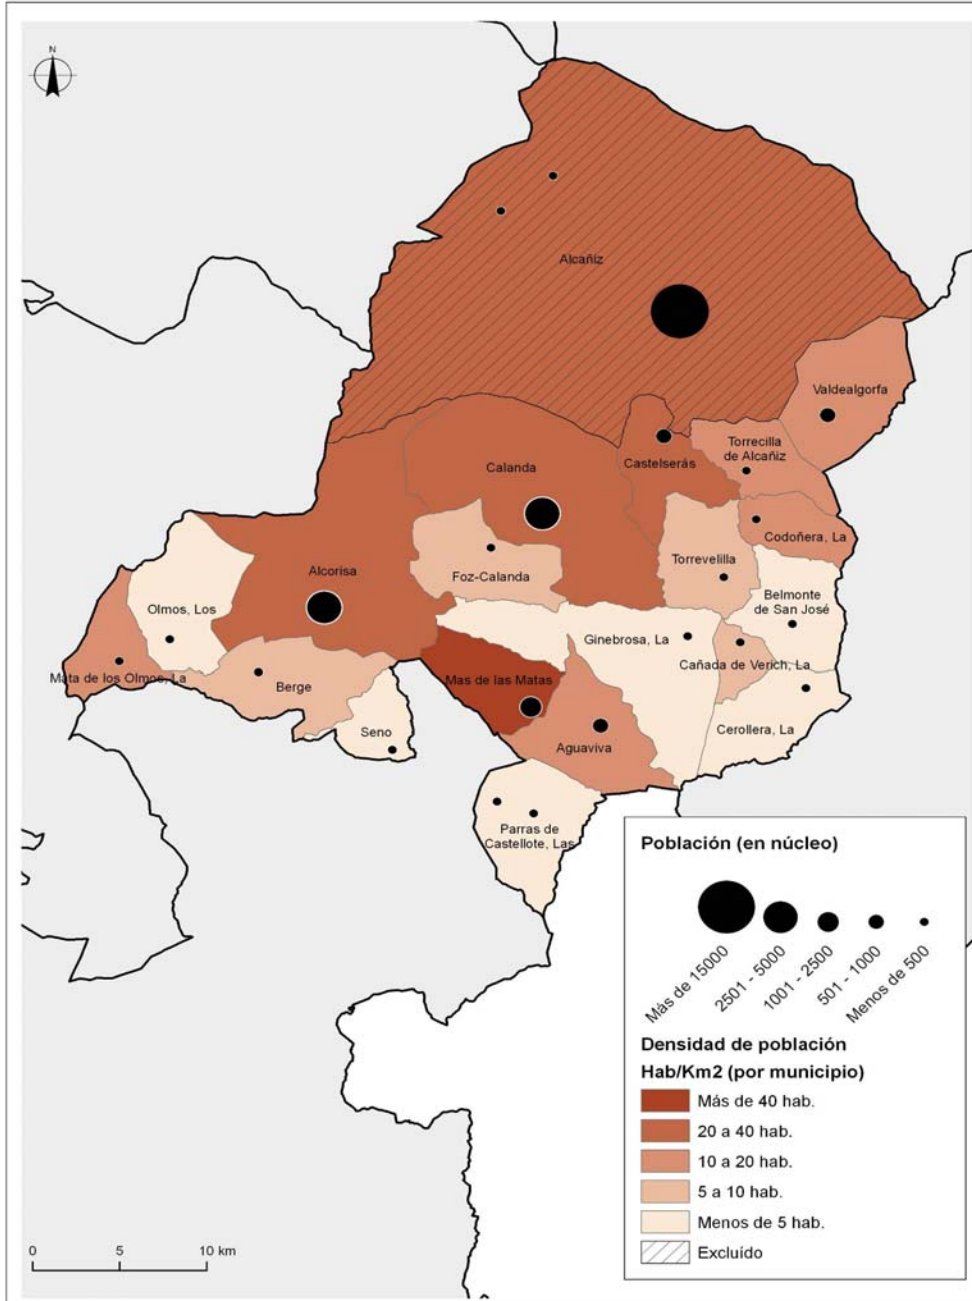 N
Alcañiz
Valdealgorfa
Torrecilla
de Alcañiz
Castelserás
Calanda
Codoñera, La
Torrevelilla
Foz-Calanda
Alcorisa
Belmonte
de San José
Olmos, Los
Ginebrosa, La
Cañada de Verich, La
Mata de los Olmos, La
Berge
Mas de las Matas
Seno
Aguaviva
Cerollera, La
Parras de
Castellote, Las
Población (en núcleo)
Más de 15000
2501 - 5000
1001 - 2500
501 - 1000
Menos de 500
Densidad de población
Hab/Km2 (por municipio)
Más de 40 hab.
20 a 40 hab.
10 a 20 hab.
5 a 10 hab.
Menos de 5 hab.
Excluído
0 5 10 km